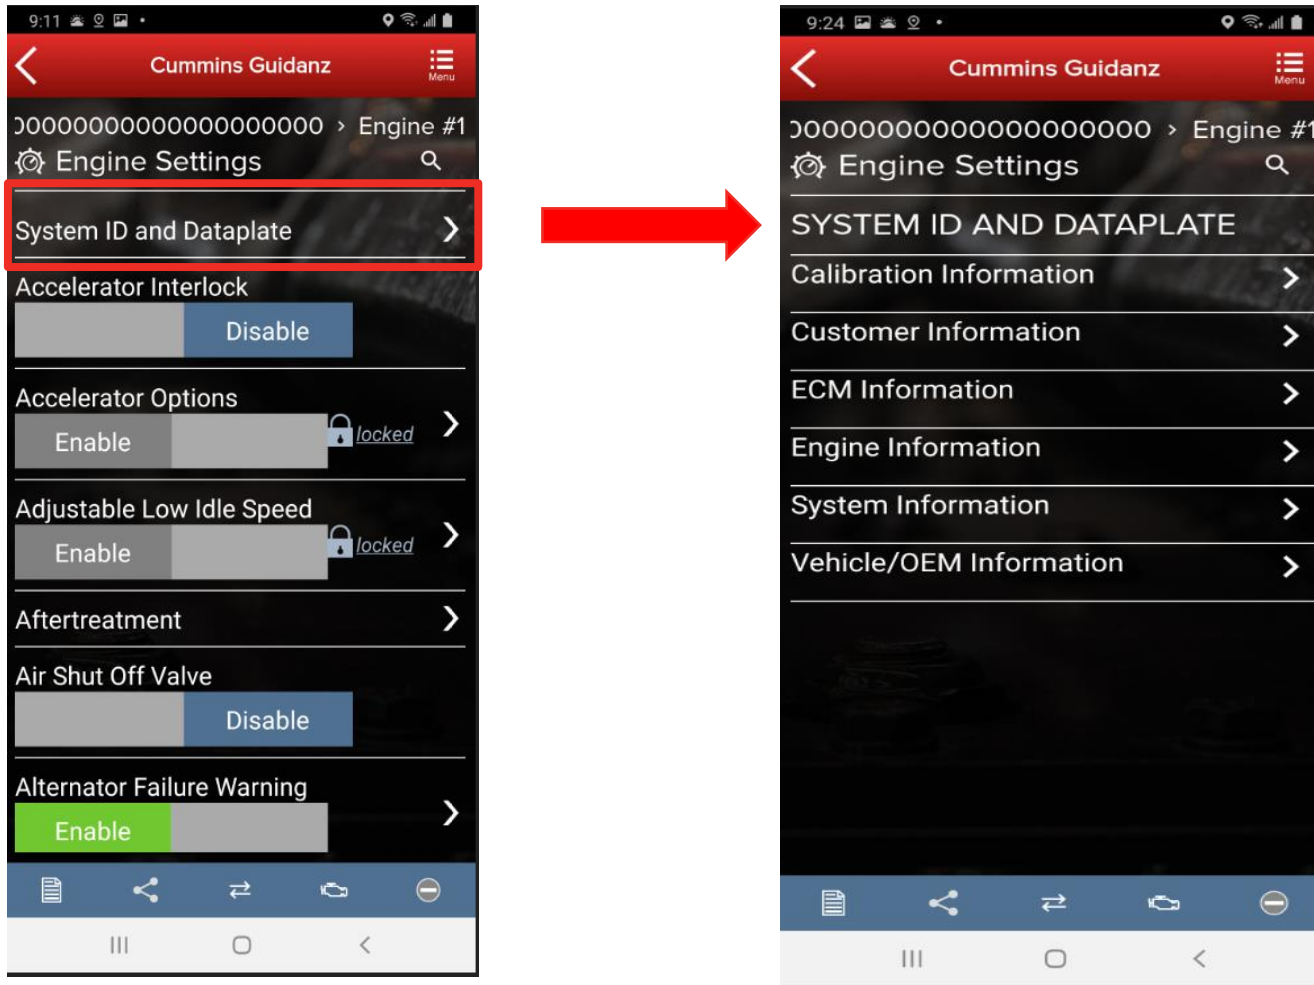 9:11
Cummins Guidanz
Menu
00000000000000000000 > Engine #1
Engine Settings
System ID and Dataplate
Accelerator Interlock
Disable
Accelerator Options
Enable
locked
Adjustable Low Idle Speed
Enable
locked
Aftertreatment
Air Shut Off Valve
Disable
Alternator Failure Warning
Enable
9:24
Cummins Guidanz
Menu
00000000000000000000 > Engine #1
Engine Settings
SYSTEM ID AND DATAPLATE
Calibration Information
Customer Information
ECM Information
Engine Information
System Information
Vehicle/OEM Information